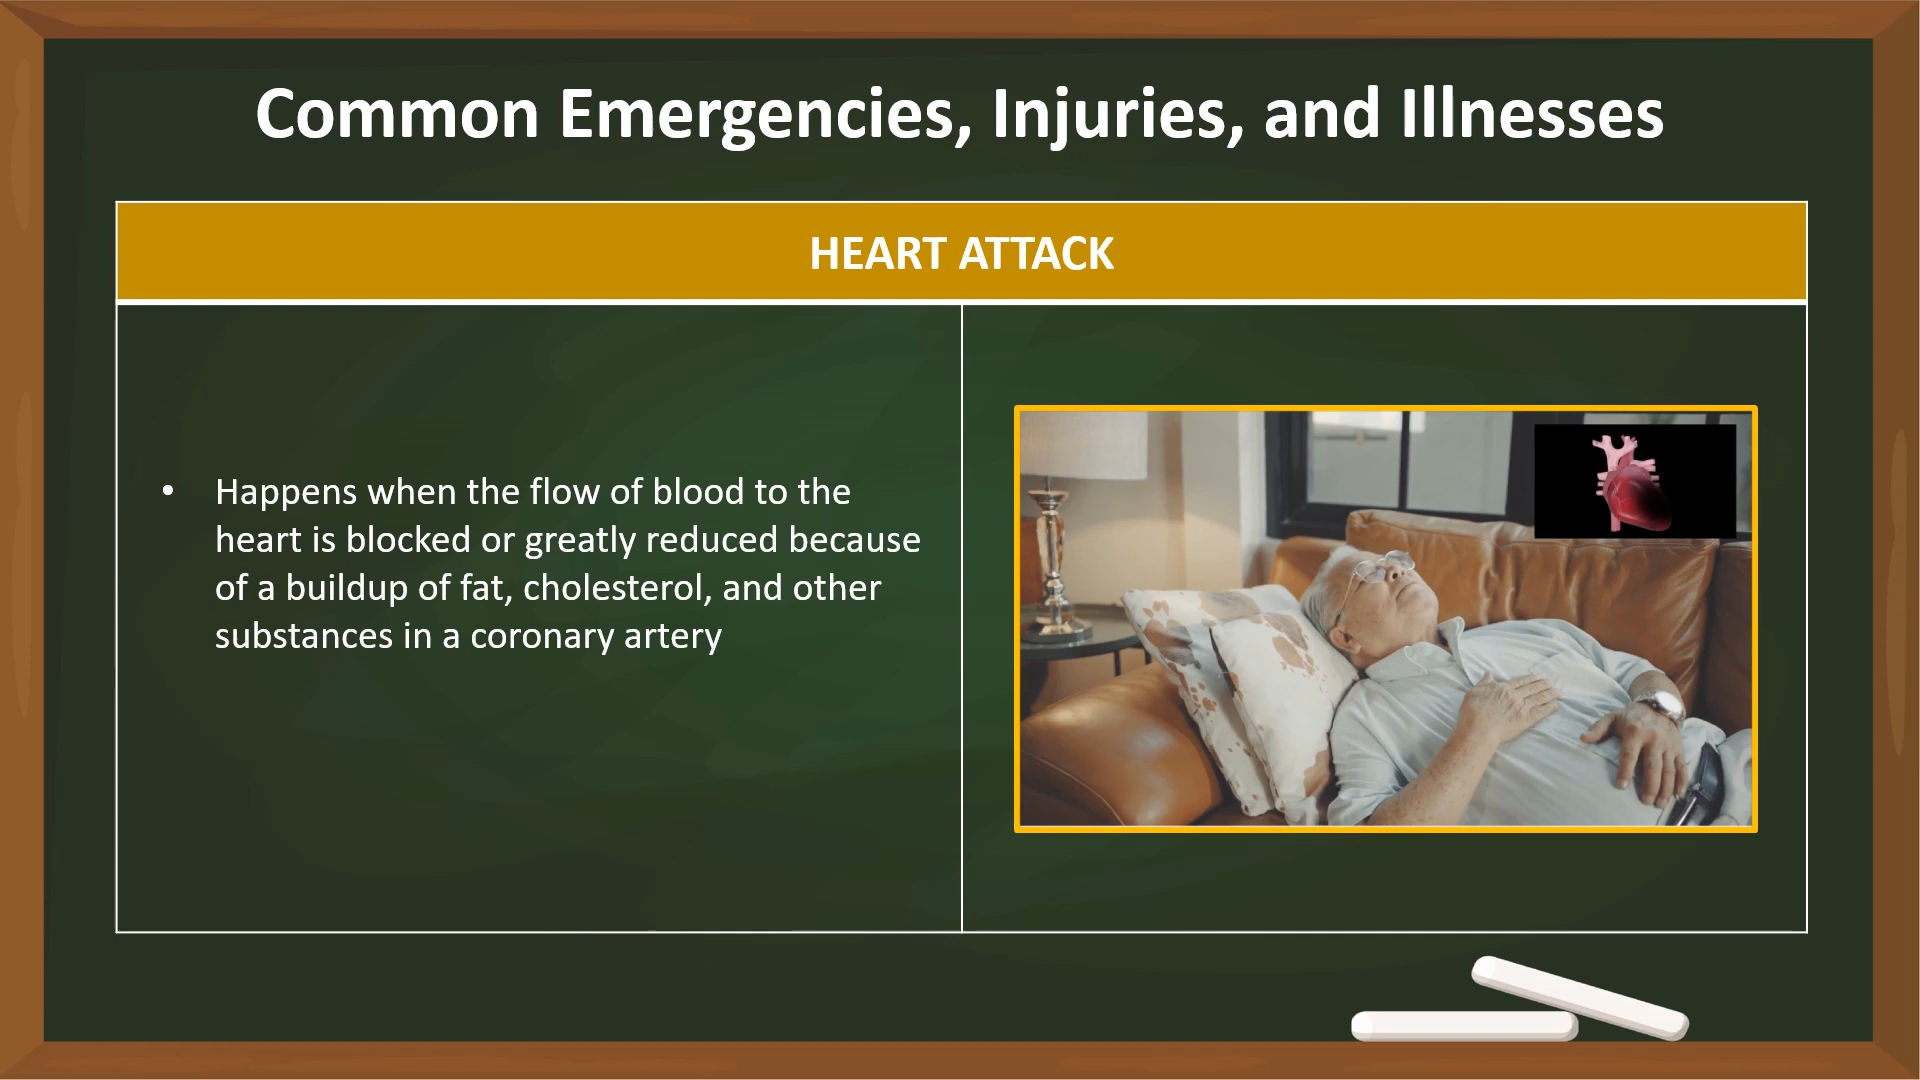 Common Emergencies, Injuries, and Illnesses
HEART ATTACK
• Happens when the flow of blood to the
heart is blocked or greatly reduced because
of a buildup of fat, cholesterol, and other
substances in a coronary artery